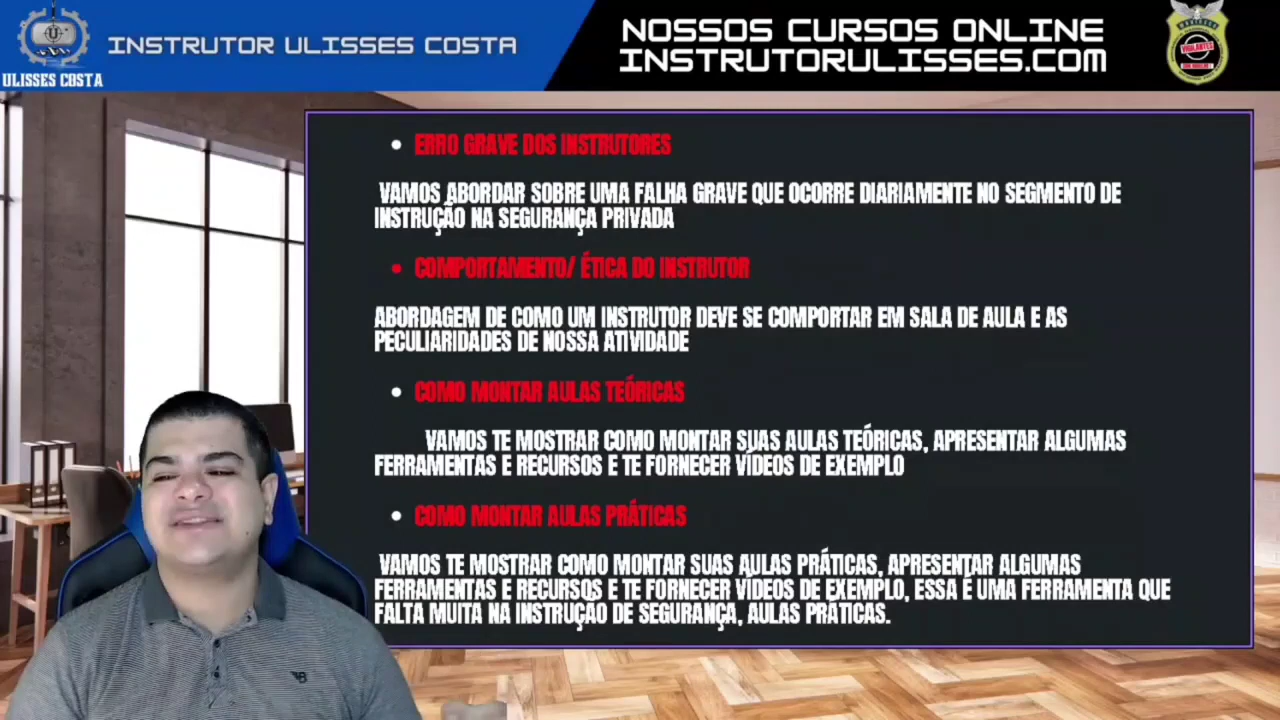 INSTRUTOR ULISSES COSTA
ULISSES COSTA
NOSSOS CURSOS ONLINE
INSTRUTORULISSES.COM
VIGILANTES
ERRO GRAVE DOS INSTRUTORES
VAMOS ABORDAR SOBRE UMA FALHA GRAVE QUE OCORRE DIARIAMENTE NO SEGMENTO DE
INSTRUÇÃO NA SEGURANÇA PRIVADA
COMPORTAMENTO/ ÉTICA DO INSTRUTOR
ABORDAGEM DE COMO UM INSTRUTOR DEVE SE COMPORTAR EM SALA DE AULA E AS
PECULIARIDADES DE NOSSA ATIVIDADE
COMO MONTAR AULAS TEÓRICAS
VAMOS TE MOSTRAR COMO MONTAR SUAS AULAS TEÓRICAS, APRESENTAR ALGUMAS
FERRAMENTAS E RECURSOS E TE FORNECER VÍDEOS DE EXEMPLO
COMO MONTAR AULAS PRÁTICAS
VAMOS TE MOSTRAR COMO MONTAR SUAS AULAS PRÁTICAS, APRESENTAR ALGUMAS
FERRAMENTAS E RECURSOS E TE FORNECER VÍDEOS DE EXEMPLO, ESSA É UMA FERRAMENTA QUE
FALTA MUITA NA INSTRUÇÃO DE SEGURANÇA, AULAS PRÁTICAS.